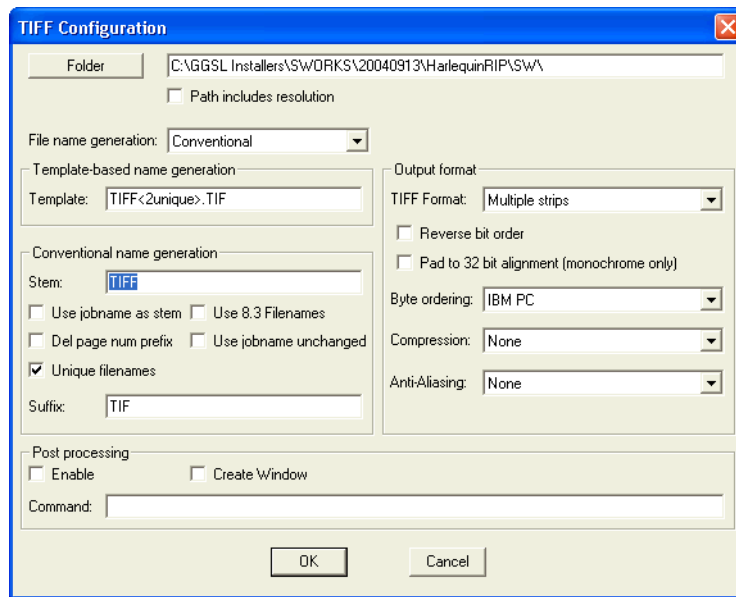 TIFF Configuration
Folder C:\GGSL Installers\SWORKS\20040913\HarlequinRIP\SW\
Path includes resolution
File name generation: Conventional
Template-based name generation
Template: TIFF<2unique>.TIF
Conventional name generation
Stem: TIFF
Use jobname as stem Use 8.3 Filenames
Del page num prefix Use jobname unchanged
Unique filenames
Suffix: TIF
Output format
TIFF Format: Multiple strips
Reverse bit order
Pad to 32 bit alignment (monochrome only)
Byte ordering: IBM PC
Compression: None
Anti-Aliasing: None
Post processing
Enable Create Window
Command:
OK Cancel